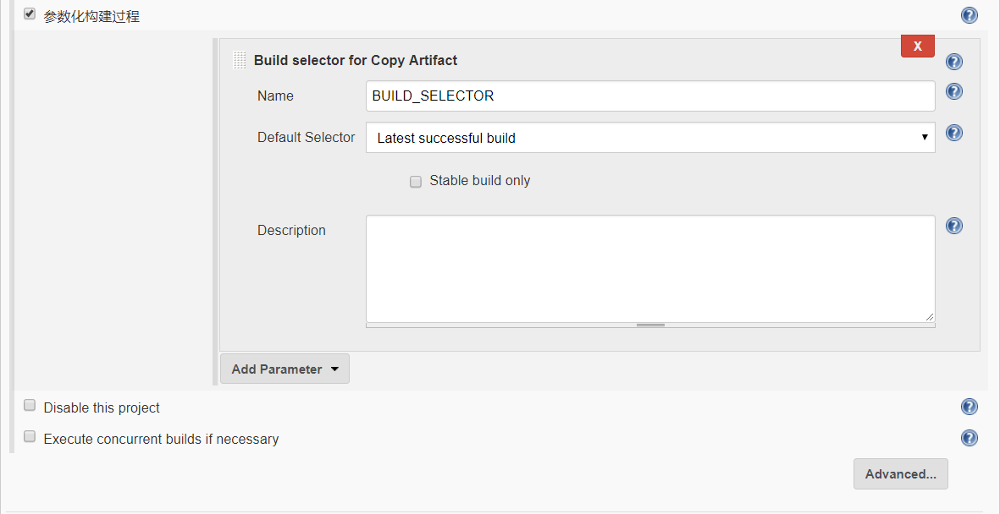 参数化构建过程
X
Build selector for Copy Artifact
Name
BUILD_SELECTOR
Default Selector
Latest successful build
Stable build only
Description
Add Parameter
Disable this project
Execute concurrent builds if necessary
Advanced...